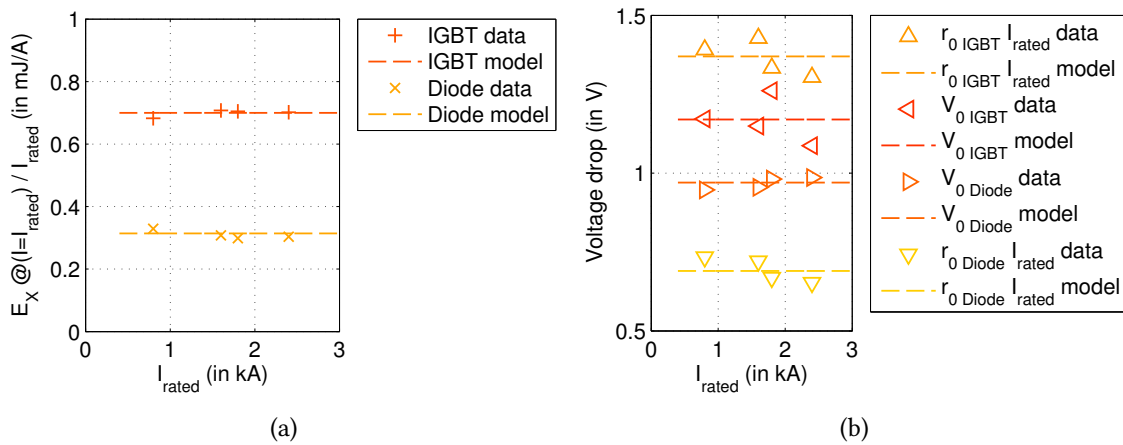 E_X @(I=I_rated) / I_rated (in mJ/A)
1
0.8
0.6
0.4
0.2
0
0 1 2 3
I_rated (in kA)
IGBT data
IGBT model
Diode data
Diode model
(a)
Voltage drop (in V)
1.5
1
0.5
0 1 2 3
I_rated (in kA)
r_0 IGBT I_rated data
r_0 IGBT I_rated model
V_0 IGBT data
V_0 IGBT model
V_0 Diode data
V_0 Diode model
r_0 Diode I_rated data
r_0 Diode I_rated model
(b)